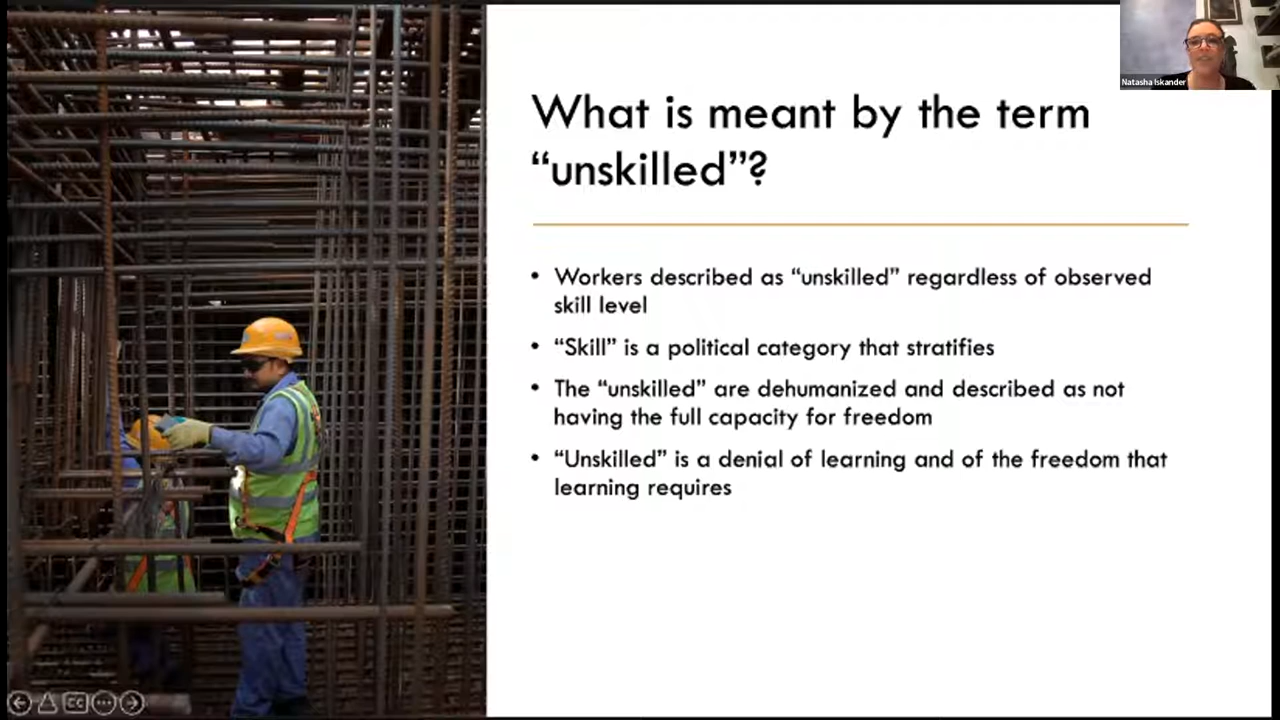 Natasha Iskander
What is meant by the term
“unskilled”?
• Workers described as “unskilled” regardless of observed
skill level
• “Skill” is a political category that stratifies
• The “unskilled” are dehumanized and described as not
having the full capacity for freedom
• “Unskilled” is a denial of learning and of the freedom that
learning requires
CC